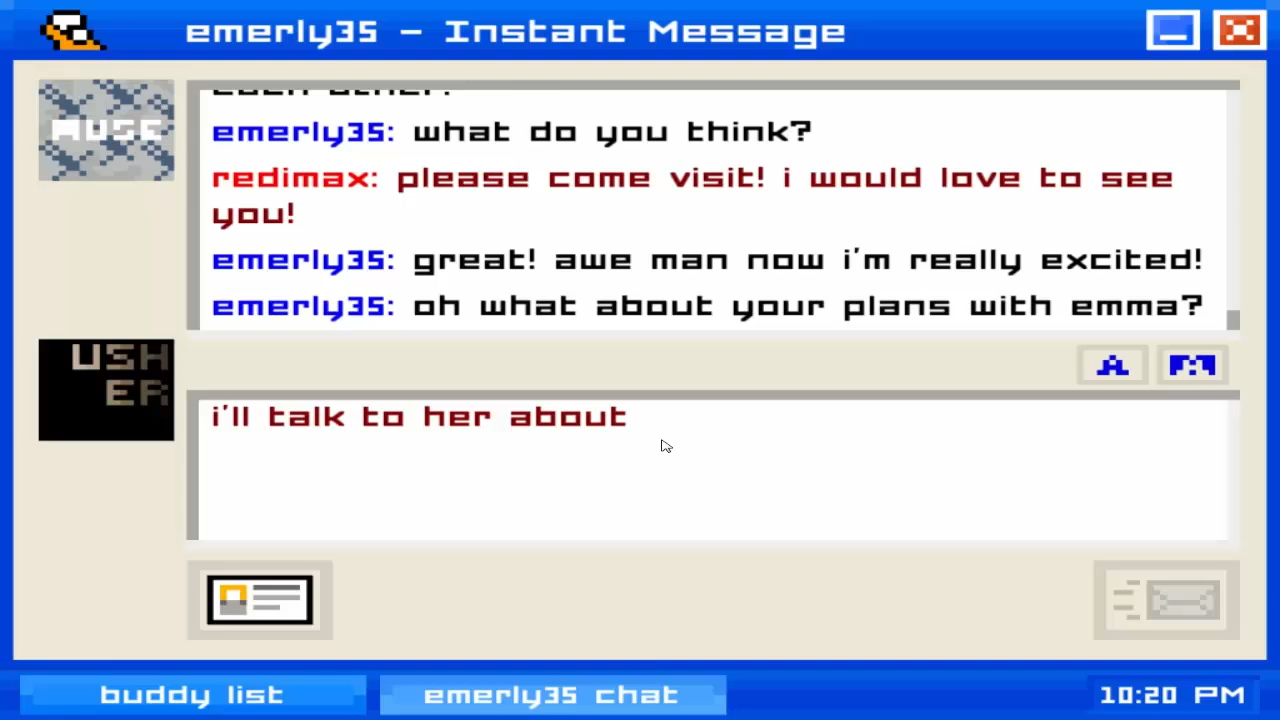 emerly35 - Instant Message
MUSE
emerly35: what do you think?
redimax: please come visit! i would love to see
you!
emerly35: great! awe man now i'm really excited!
emerly35: oh what about your plans with emma?
USH
ER
A
i'll talk to her about
buddy list
emerly35 chat
10:20 PM